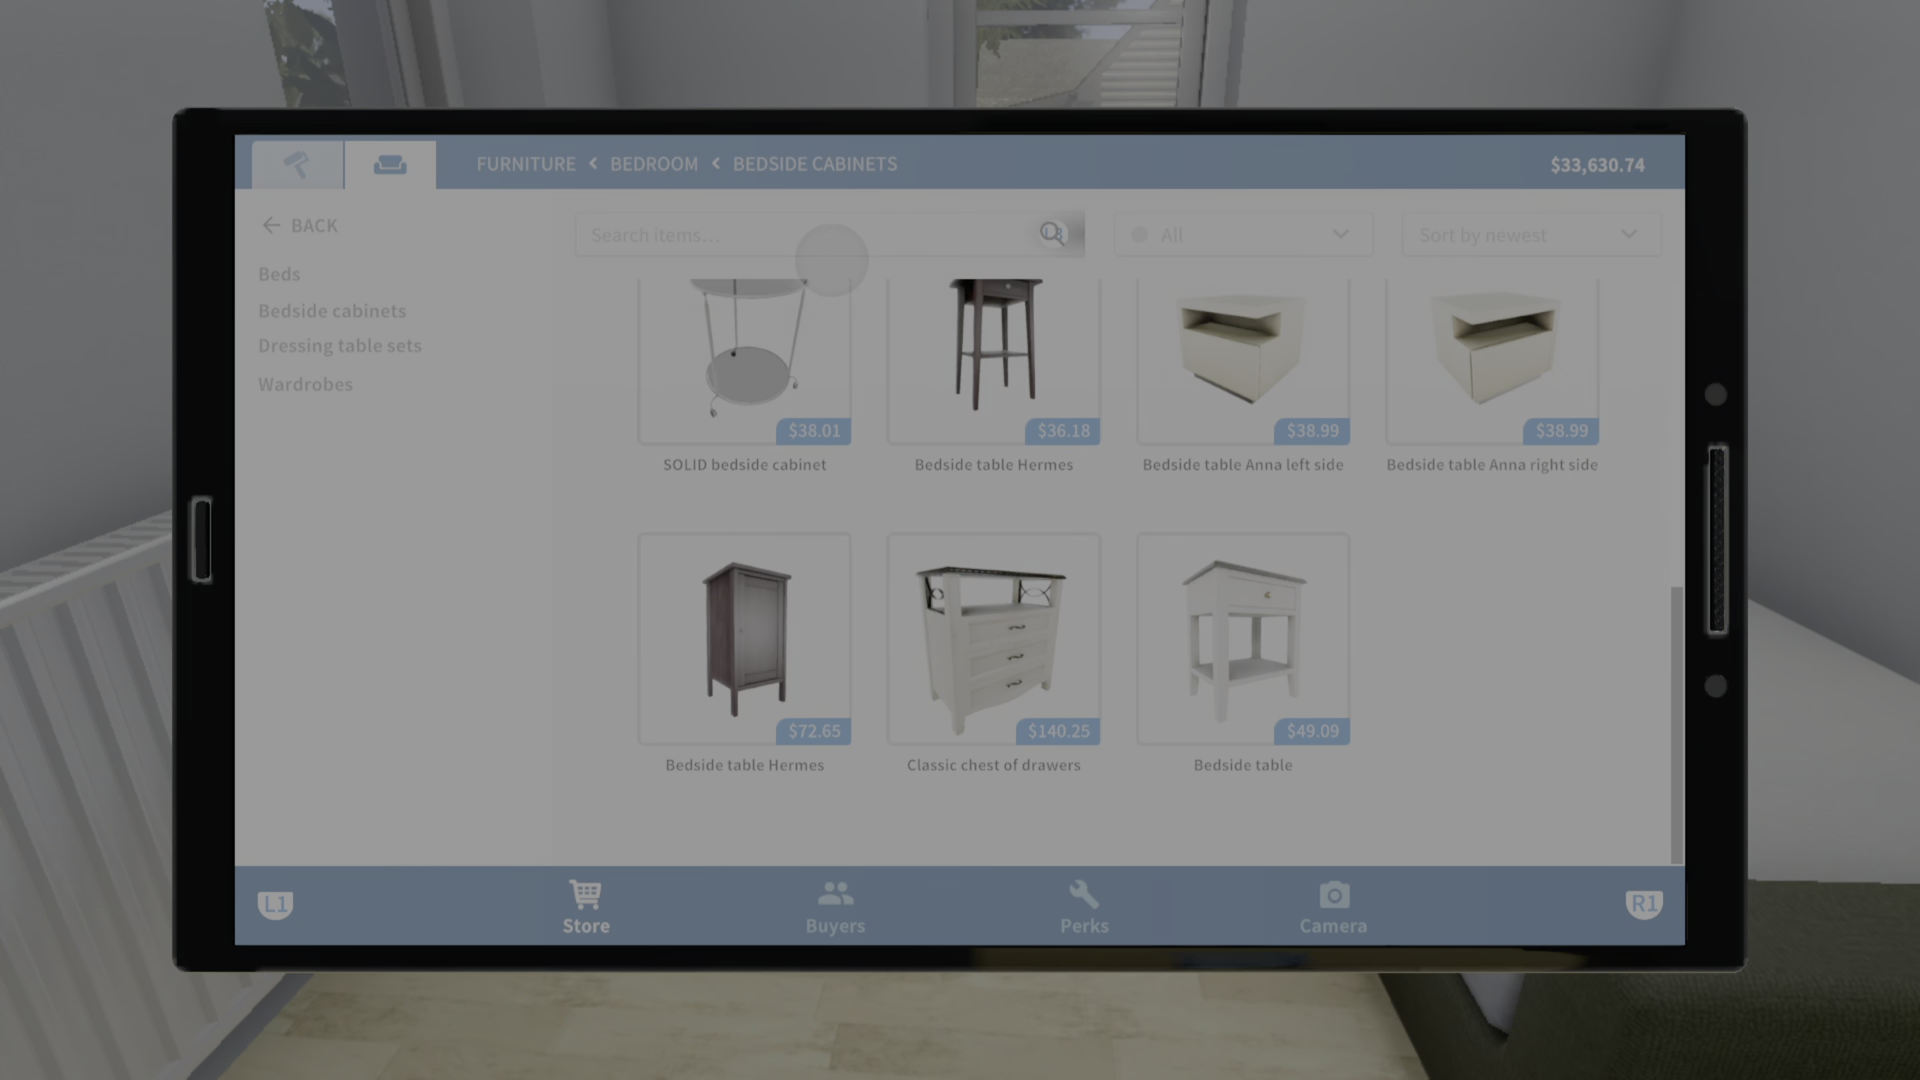 FURNITURE < BEDROOM < BEDSIDE CABINETS
$33,630.74
BACK
Beds
Bedside cabinets
Dressing table sets
Wardrobes
Search items...
All
Sort by newest
$38.01
$36.18
$38.99
$38.99
SOLID bedside cabinet
Bedside table Hermes
Bedside table Anna left side
Bedside table Anna right side
$72.65
$140.25
$49.09
Bedside table Hermes
Classic chest of drawers
Bedside table
L1
Store
Buyers
Perks
Camera
R1